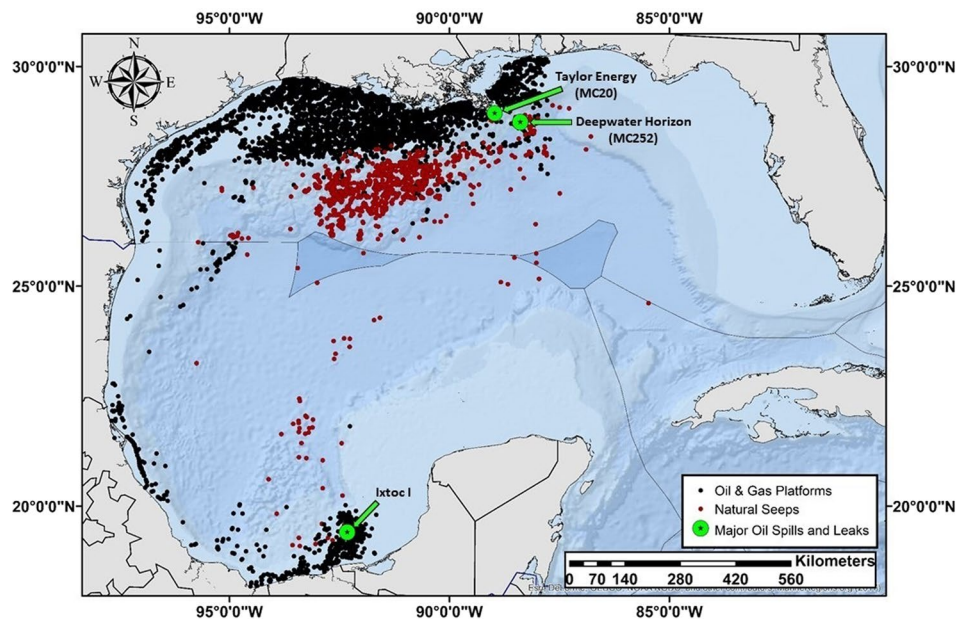 95°0'0"W 90°0'0"W 85°0'0"W
N
W E
S
30°0'0"N 30°0'0"N
Taylor Energy
(MC20)
Deepwater Horizon
(MC252)
25°0'0"N 25°0'0"N
Ixtoc I
20°0'0"N 20°0'0"N
Oil & Gas Platforms
Natural Seeps
Major Oil Spills and Leaks
Kilometers
0 70 140 280 420 560
95°0'0"W 90°0'0"W 85°0'0"W